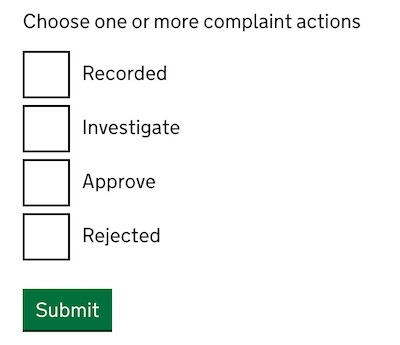 Choose one or more complaint actions
Recorded
Investigate
Approve
Rejected
Submit